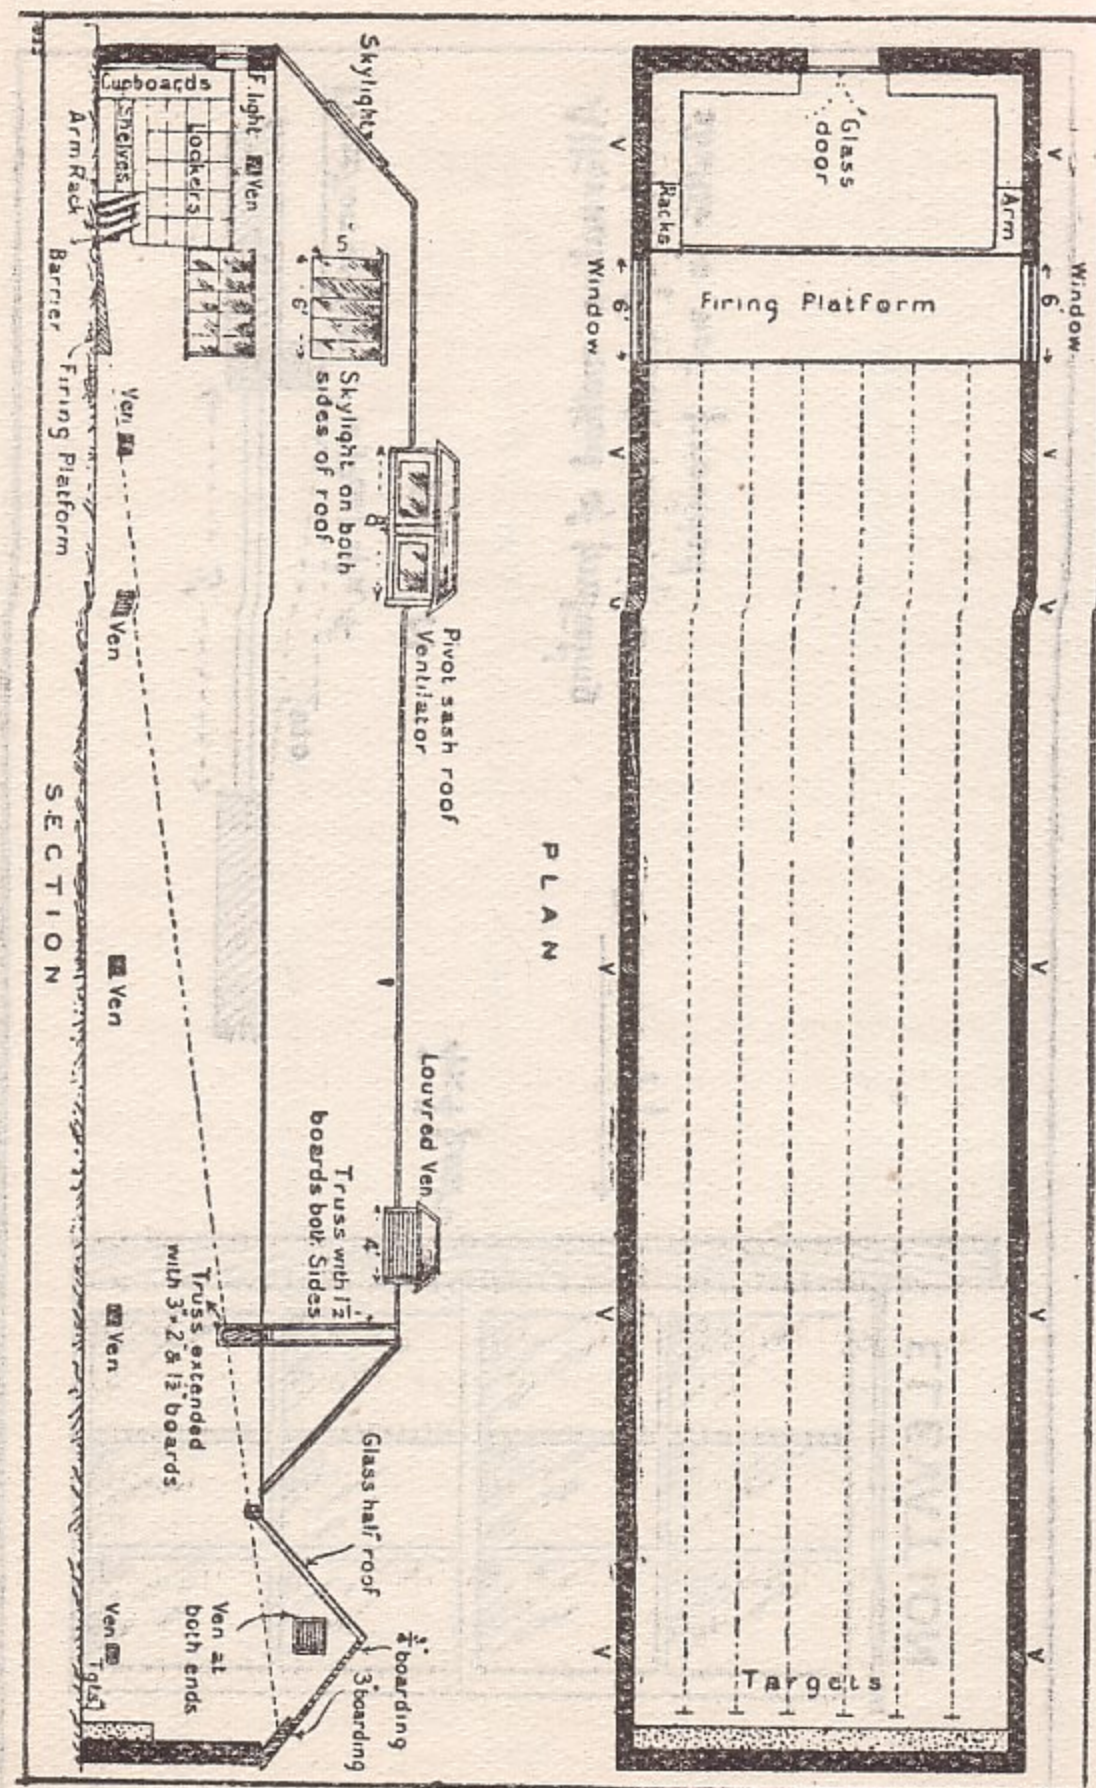 Window
6'
Arm
Glass
door
Firing Platform
Racks
6'
Window
V
V
V
V
V
V
V
V
V
V
V
V
Targets
PLAN
Skylight
5'
6'
Skylight on both
sides of roof
8'
Pivot sash roof
Ventilator
Louvred Ven
4'
Truss with 1½"
boards both Sides
Glass half roof
¾" boarding
3" boarding
F. light
Ven
Cupboards
Lockers
Shelves
Arm Rack
Barrier
Firing Platform
Ven
Ven
Ven
Ven
Truss extended
with 3" 2 & 1½" boards
Ven at
both ends
Ven
Tgts
SECTION